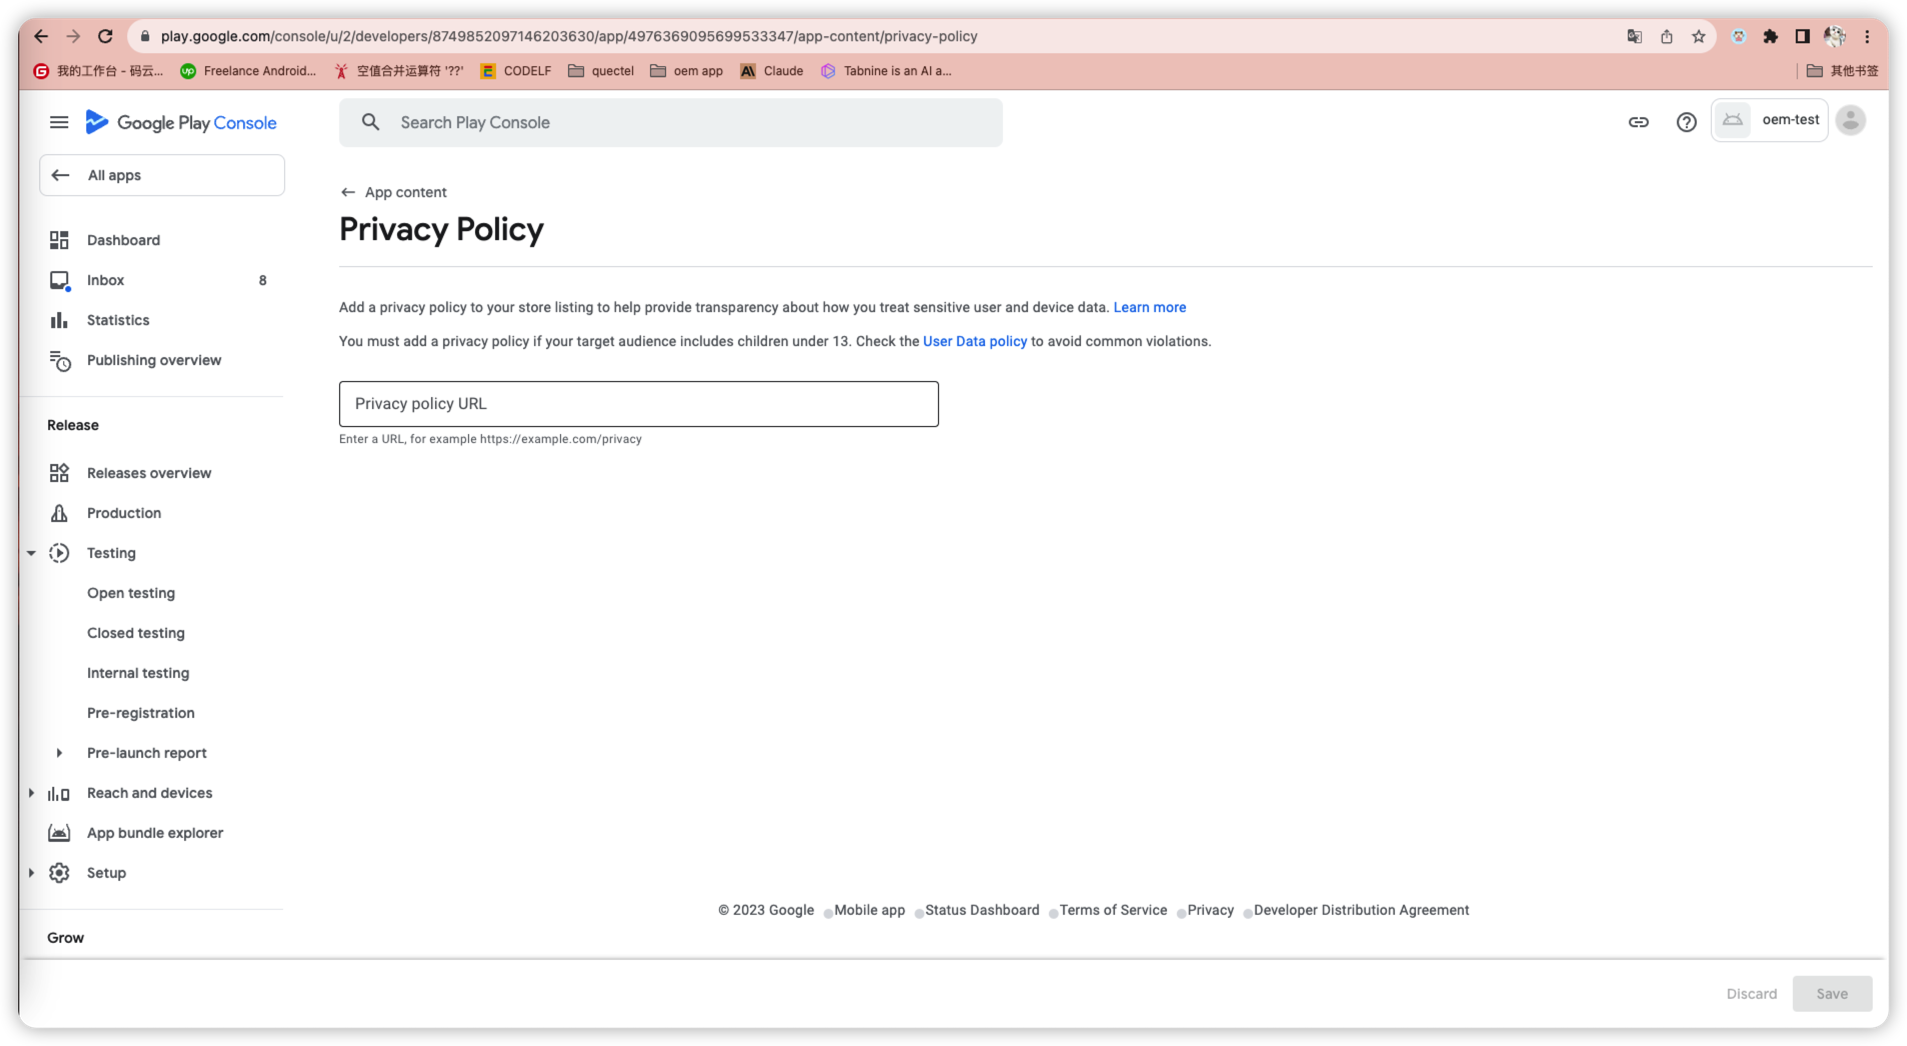 play.google.com/console/u/2/developers/8749852097146203630/app/4976369095699533347/app-content/privacy-policy
我的工作台 - 码云... Freelance Android... 空值合并运算符 '??' CODELF quectel oem app Claude Tabnine is an AI a... 其他书签
Google Play Console
Search Play Console
oem-test
All apps
App content
Privacy Policy
Dashboard
Inbox 8
Statistics
Publishing overview
Add a privacy policy to your store listing to help provide transparency about how you treat sensitive user and device data. Learn more
You must add a privacy policy if your target audience includes children under 13. Check the User Data policy to avoid common violations.
Privacy policy URL
Enter a URL, for example https://example.com/privacy
Release
Releases overview
Production
Testing
Open testing
Closed testing
Internal testing
Pre-registration
Pre-launch report
Reach and devices
App bundle explorer
Setup
Grow
© 2023 Google Mobile app Status Dashboard Terms of Service Privacy Developer Distribution Agreement
Discard Save